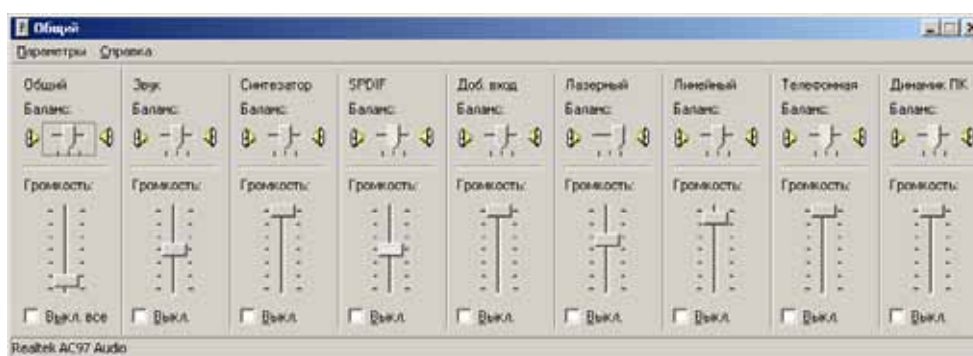 Общий
Параметры Справка
Общий Звук Синтезатор SPDIF Доб. вход Лазерный Линейный Телефонная Динамик ПК
Баланс: Баланс: Баланс: Баланс: Баланс: Баланс: Баланс: Баланс: Баланс:
Громкость: Громкость: Громкость: Громкость: Громкость: Громкость: Громкость: Громкость: Громкость:
Выкл. все Выкл. Выкл. Выкл. Выкл. Выкл. Выкл. Выкл. Выкл.
Realtek AC97 Audio